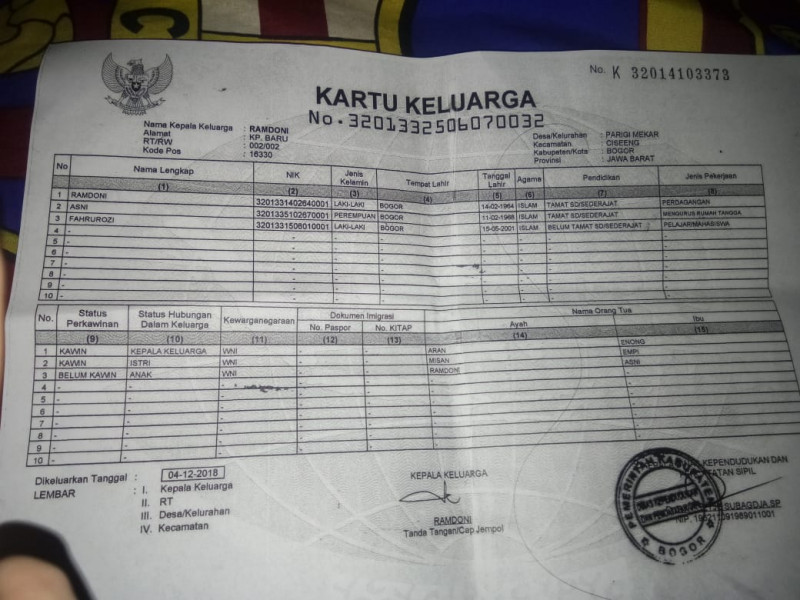 No. K 32014103373
KARTU KELUARGA
No. 3201332506070032
Nama Kepala Keluarga : RAMDONI
Alamat : KP. BARU
RT/RW : 002/002
Kode Pos : 16330
Desa/Kelurahan : PARIGI MEKAR
Kecamatan : CISEENG
Kabupaten/Kota : BOGOR
Provinsi : JAWA BARAT
No Nama Lengkap NIK Jenis Kelamin Tempat Lahir Tanggal Lahir Agama Pendidikan Jenis Pekerjaan
(1) (2) (3) (4) (5) (6) (7) (8)
1 RAMDONI 3201331402640001 LAKI-LAKI BOGOR 14-02-1964 ISLAM TAMAT SD/SEDERAJAT PERDAGANGAN
2 ASNI 3201335102670001 PEREMPUAN BOGOR 11-02-1968 ISLAM TAMAT SD/SEDERAJAT MENGURUS RUMAH TANGGA
3 FAHRUROZI 3201331506010001 LAKI-LAKI BOGOR 15-05-2001 ISLAM BELUM TAMAT SD/SEDERAJAT PELAJAR/MAHASISWA
4 - - - - - - - -
5 - - - - - - - -
6 - - - - - - - -
7 - - - - - - - -
8 - - - - - - - -
9 - - - - - - - -
10 - - - - - - - -
No. Status Perkawinan Status Hubungan Dalam Keluarga Kewarganegaraan Dokumen Imigrasi Nama Orang Tua
No. Paspor No. KITAP Ayah Ibu
(9) (10) (11) (12) (13) (14) (15)
1 KAWIN KEPALA KELUARGA WNI - - ARAN ENONG
2 KAWIN ISTRI WNI - - MISAN EMPI
3 BELUM KAWIN ANAK WNI - - RAMDONI ASNI
4 - - - - - - -
5 - - - - - - -
6 - - - - - - -
7 - - - - - - -
8 - - - - - - -
9 - - - - - - -
10 - - - - - - -
Dikeluarkan Tanggal : 04-12-2018
LEMBAR : I. Kepala Keluarga
II. RT
III. Desa/Kelurahan
IV. Kecamatan
KEPALA KELUARGA
RAMDONI
Tanda Tangan/Cap Jempol
KEPENDUDUKAN DAN
SIPIL
SUBAGDJA,SP
PEMERINTAH KABUPATEN
BOGOR